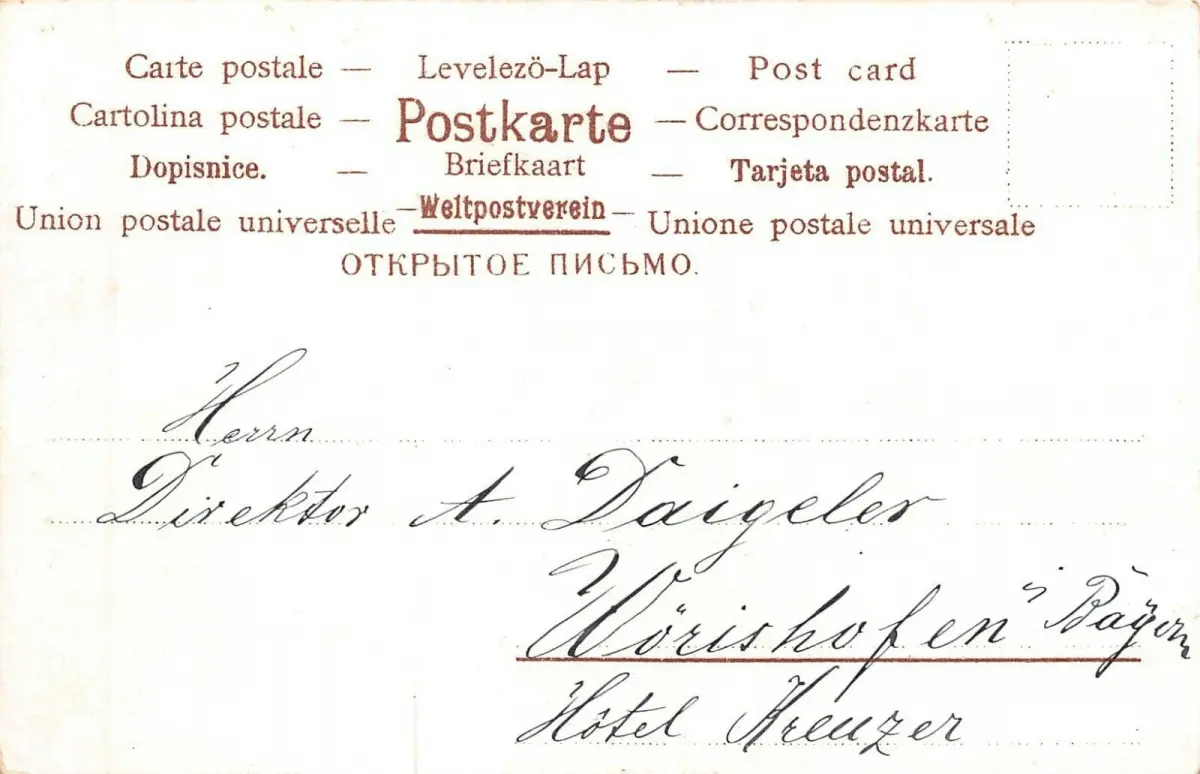 Carte postale — Levelező-Lap — Post card
Cartolina postale — Postkarte — Correspondenzkarte
Dopisnice. — Briefkaart — Tarjeta postal.
Union postale universelle — Weltpostverein — Unione postale universale
ОТКРЫТОЕ ПИСЬМО.
Herrn
Direktor A. Daigeler
Wörishofen i/ Bayern
Hôtel Kreuzer